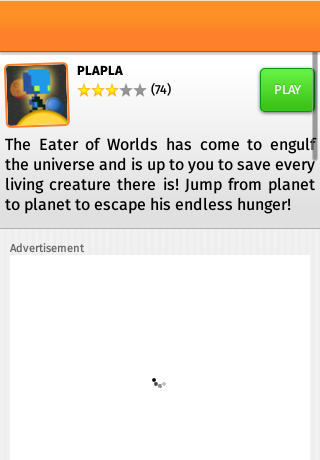 PLAPLA
(74)
PLAY
The Eater of Worlds has come to engulf
the universe and is up to you to save every
living creature there is! Jump from planet
to planet to escape his endless hunger!
Advertisement